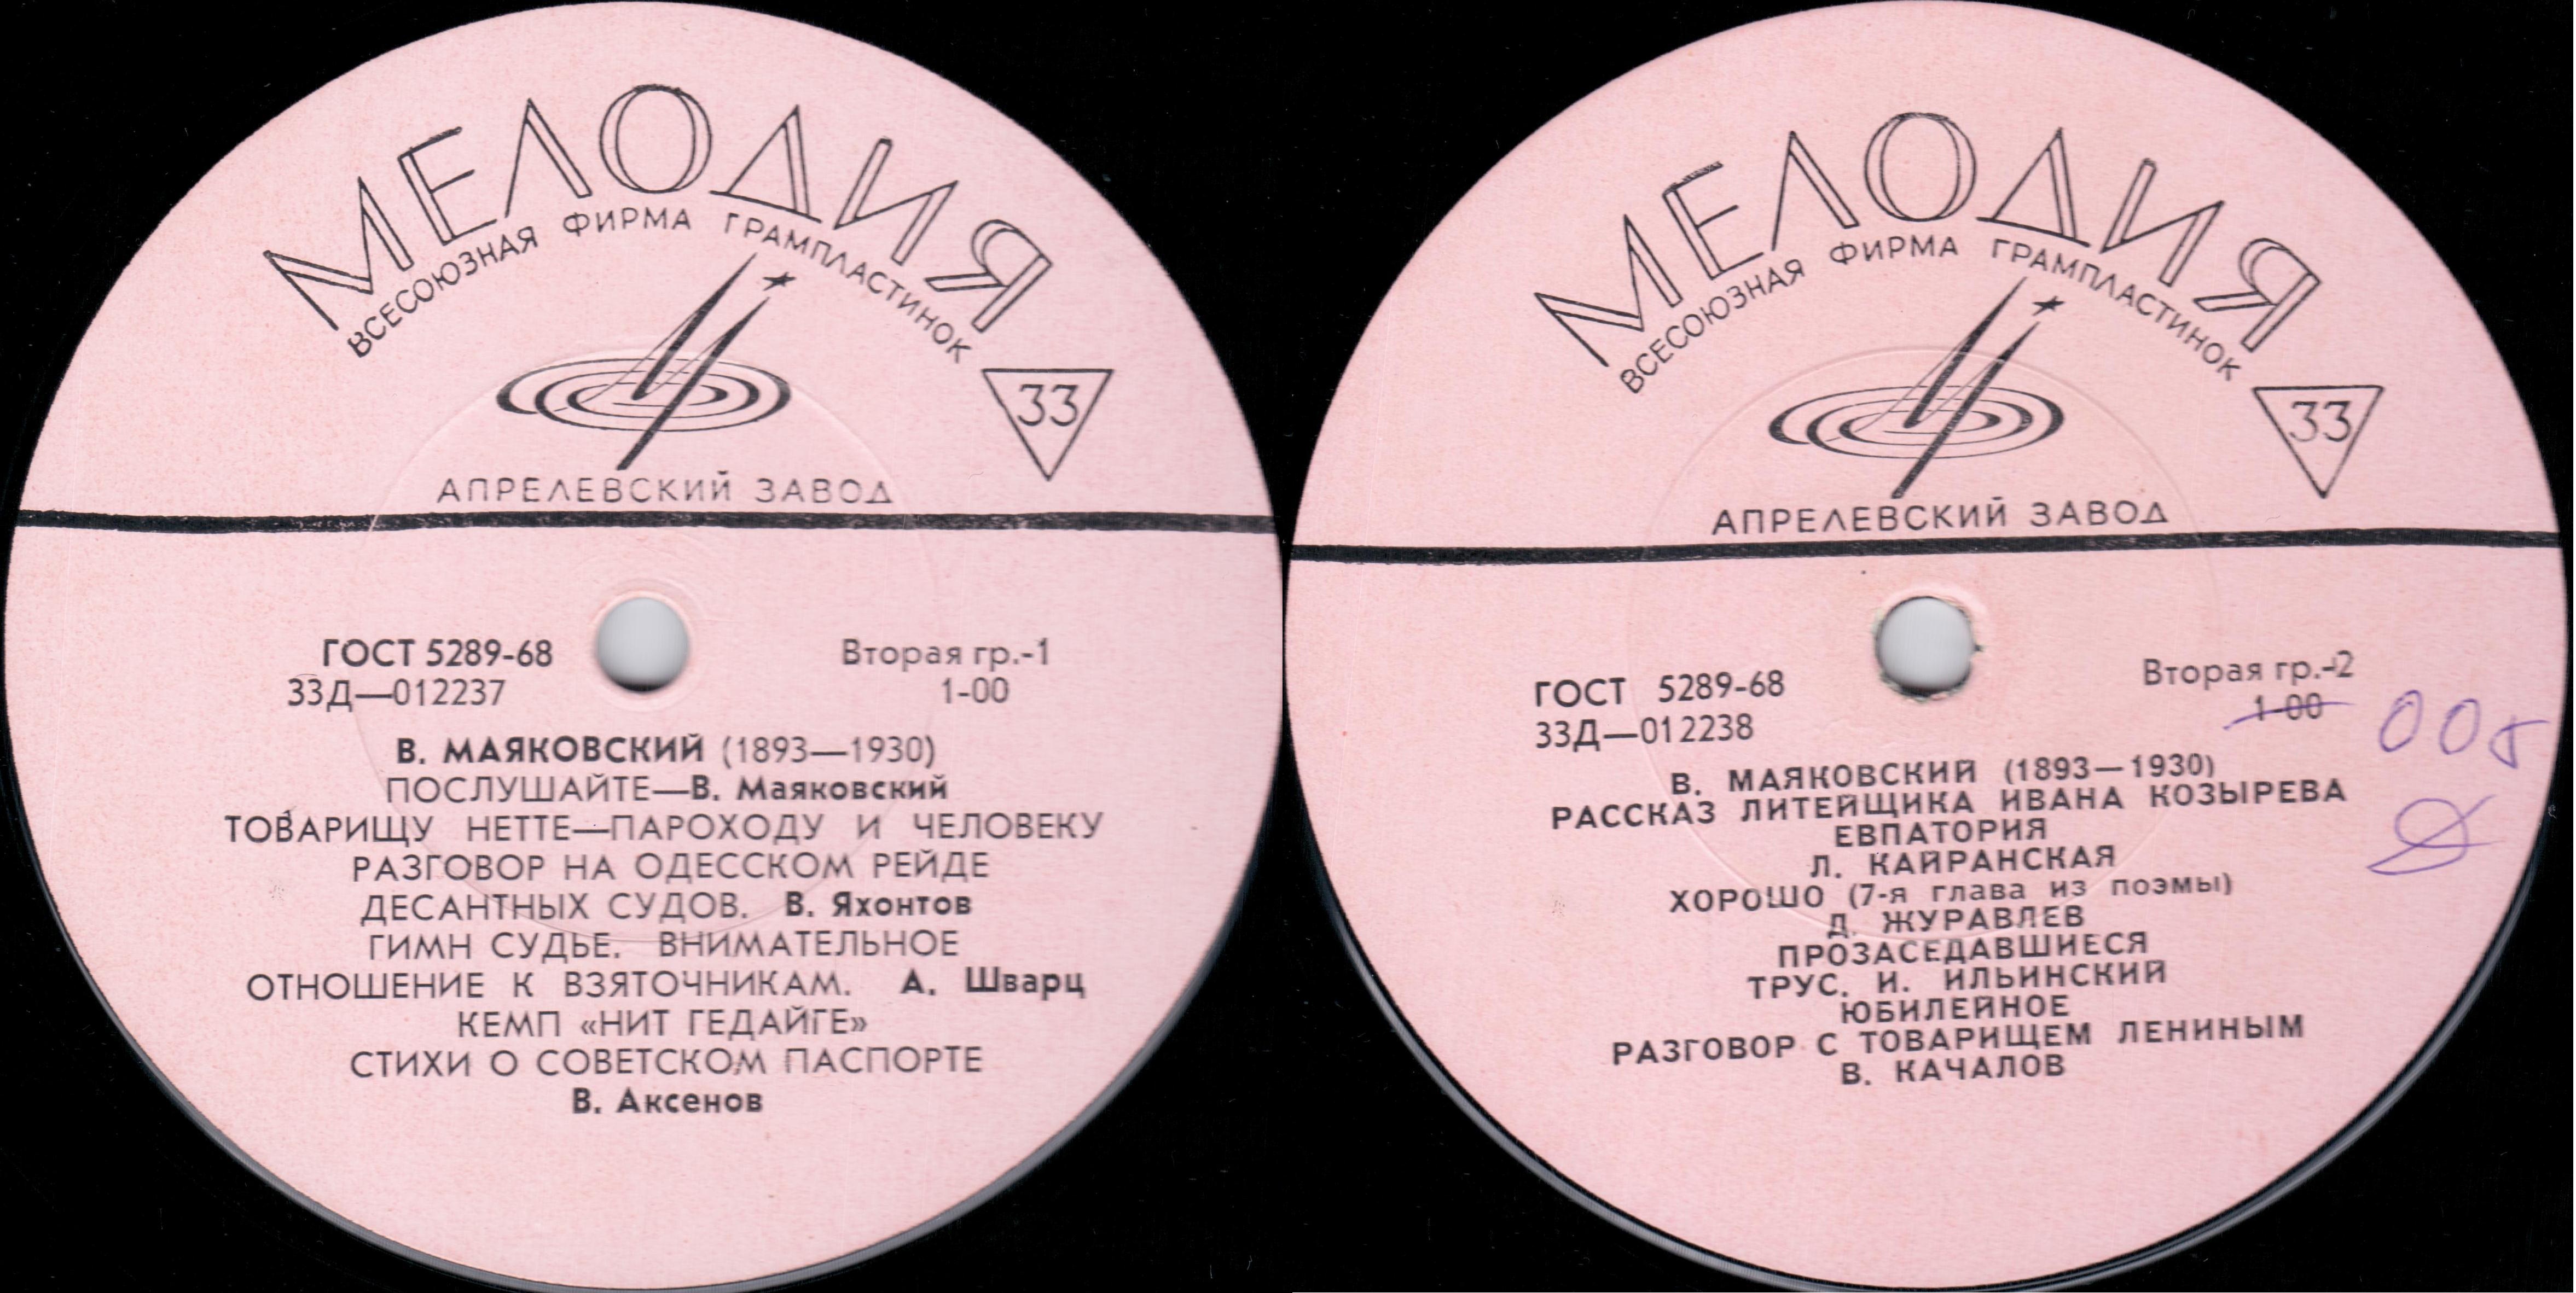 МЕЛОДИЯ
ВСЕСОЮЗНАЯ ФИРМА ГРАМПЛАСТИНОК
33
АПРЕЛЕВСКИЙ ЗАВОД
ГОСТ 5289-68
Вторая гр.-1
33Д—012237
1-00
В. МАЯКОВСКИЙ (1893—1930)
ПОСЛУШАЙТЕ—В. Маяковский
ТОВАРИЩУ НЕТТЕ—ПАРОХОДУ И ЧЕЛОВЕКУ
РАЗГОВОР НА ОДЕССКОМ РЕЙДЕ
ДЕСАНТНЫХ СУДОВ. В. Яхонтов
ГИМН СУДЬЕ. ВНИМАТЕЛЬНОЕ
ОТНОШЕНИЕ К ВЗЯТОЧНИКАМ. А. Шварц
КЕМП «НИТ ГЕДАЙГЕ»
СТИХИ О СОВЕТСКОМ ПАСПОРТЕ
В. Аксенов
МЕЛОДИЯ
ВСЕСОЮЗНАЯ ФИРМА ГРАМПЛАСТИНОК
33
АПРЕЛЕВСКИЙ ЗАВОД
ГОСТ 5289-68
Вторая гр.-2
33Д—012238
1-00
В. МАЯКОВСКИЙ (1893—1930)
РАССКАЗ ЛИТЕЙЩИКА ИВАНА КОЗЫРЕВА
ЕВПАТОРИЯ
Л. КАЙРАНСКАЯ
ХОРОШО (7-я глава из поэмы)
Д. ЖУРАВЛЕВ
ПРОЗАСЕДАВШИЕСЯ
ТРУС. И. ИЛЬИНСКИЙ
ЮБИЛЕЙНОЕ
РАЗГОВОР С ТОВАРИЩЕМ ЛЕНИНЫМ
В. КАЧАЛОВ